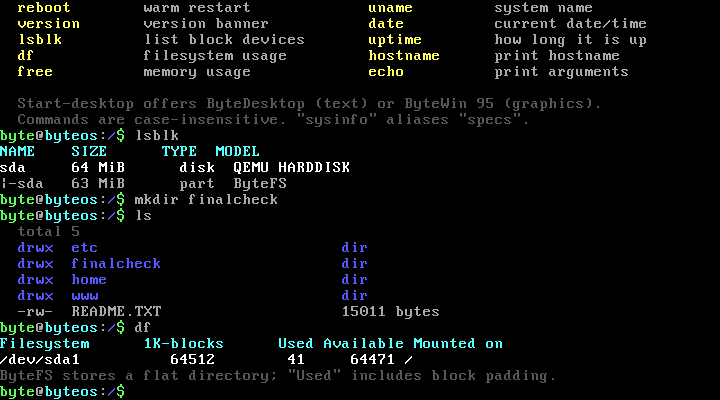 reboot warm restart uname system name
version version banner date current date/time
lsblk list block devices uptime how long it is up
df filesystem usage hostname print hostname
free memory usage echo print arguments
Start-desktop offers ByteDesktop (text) or ByteWin 95 (graphics).
Commands are case-insensitive. "sysinfo" aliases "specs".
byte@byteos:/$ lsblk
NAME SIZE TYPE MODEL
sda 64 MiB disk QEMU HARDDISK
¦-sda 63 MiB part ByteFS
byte@byteos:/$ mkdir finalcheck
byte@byteos:/$ ls
total 5
drwx etc dir
drwx finalcheck dir
drwx home dir
drwx www dir
-rw- README.TXT 15011 bytes
byte@byteos:/$ df
Filesystem 1K-blocks Used Available Mounted on
/dev/sda1 64512 41 64471 /
ByteFS stores a flat directory; "Used" includes block padding.
byte@byteos:/$